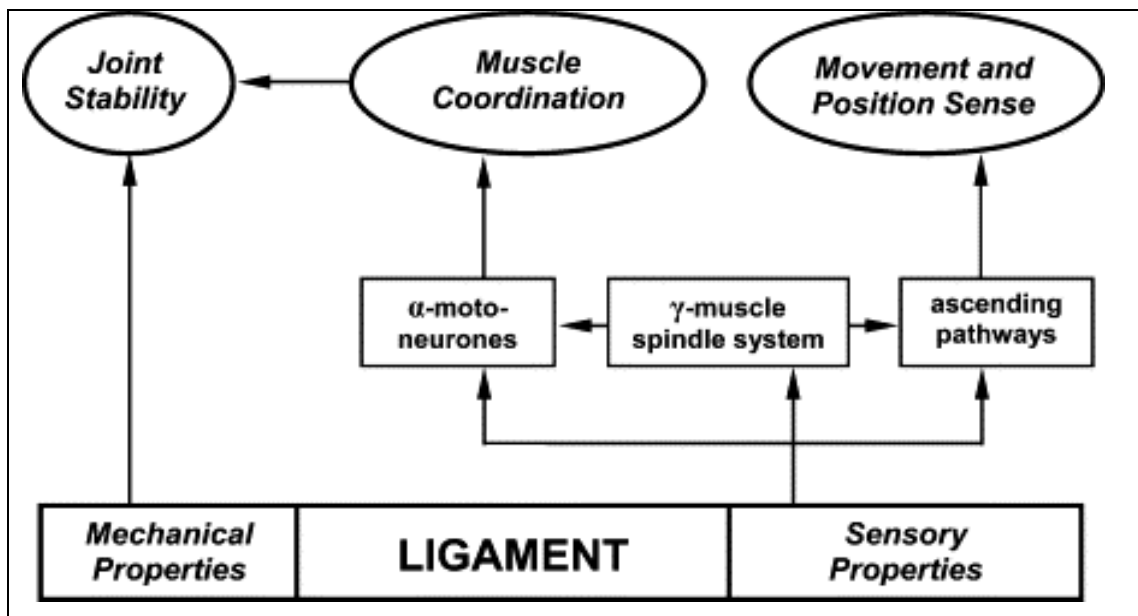 Joint
Stability
Muscle
Coordination
Movement and
Position Sense
α-moto-
neurones
γ-muscle
spindle system
ascending
pathways
Mechanical
Properties
LIGAMENT
Sensory
Properties